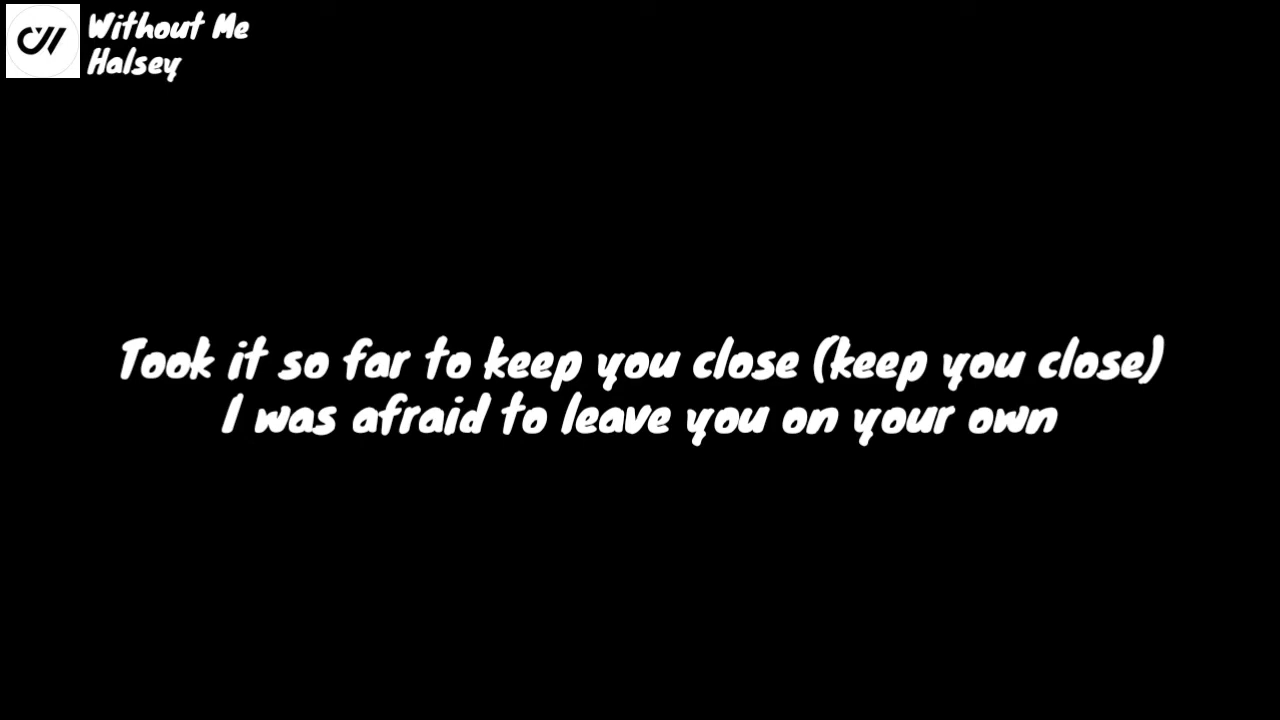 Without Me
Halsey
Took it so far to keep you close (keep you close)
I was afraid to leave you on your own